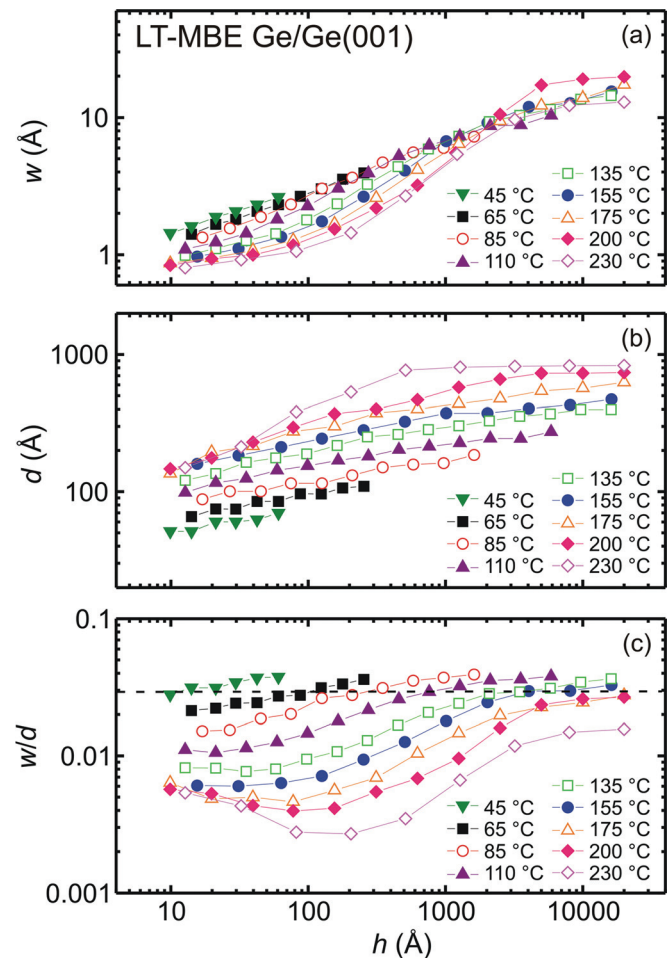 LT-MBE Ge/Ge(001)
(a)
10
1
w (Å)
45 °C
65 °C
85 °C
110 °C
135 °C
155 °C
175 °C
200 °C
230 °C
(b)
1000
100
d (Å)
45 °C
65 °C
85 °C
110 °C
135 °C
155 °C
175 °C
200 °C
230 °C
(c)
0.1
0.01
0.001
w/d
45 °C
65 °C
85 °C
110 °C
135 °C
155 °C
175 °C
200 °C
230 °C
10
100
1000
10000
h (Å)